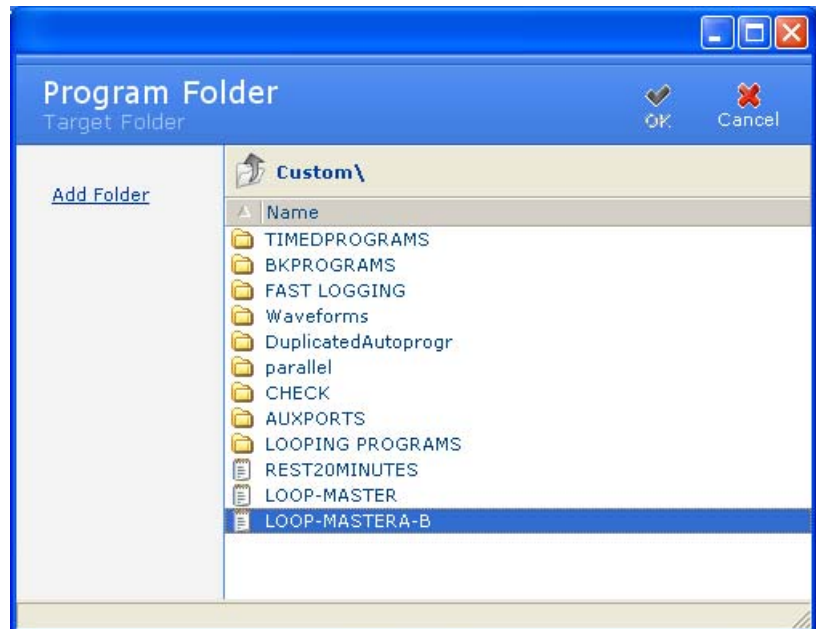 Program Folder
Target Folder
OK
Cancel
Add Folder
Custom\
Name
TIMEDPROGRAMS
BKPROGRAMS
FAST LOGGING
Waveforms
DuplicatedAutoprogr
parallel
CHECK
AUXPORTS
LOOPING PROGRAMS
REST20MINUTES
LOOP-MASTER
LOOP-MASTERA-B